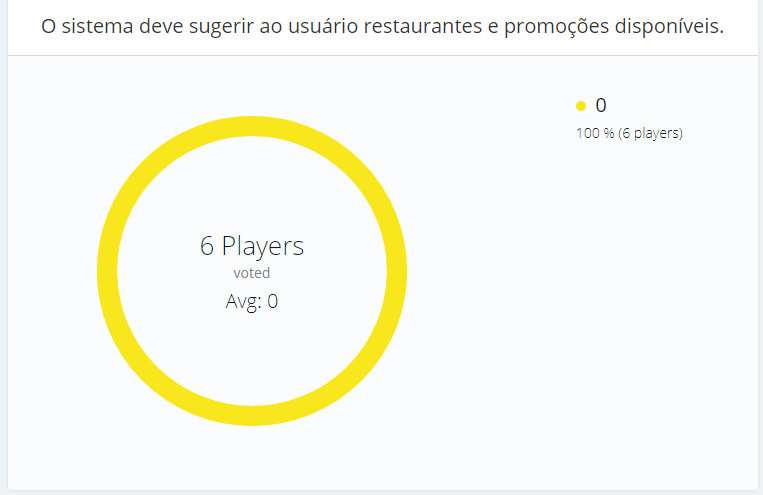 O sistema deve sugerir ao usuário restaurantes e promoções disponíveis.
0
100 % (6 players)
6 Players
voted
Avg: 0